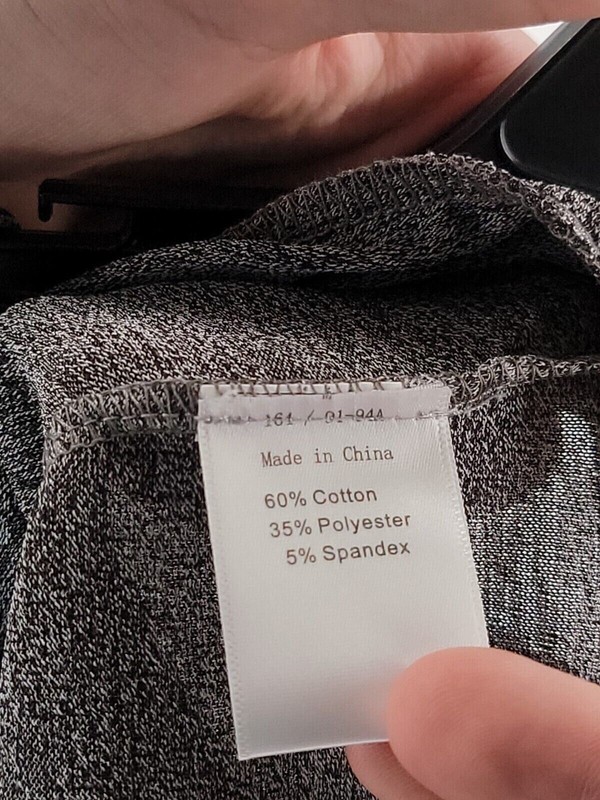 Made in China
60% Cotton
35% Polyester
5% Spandex